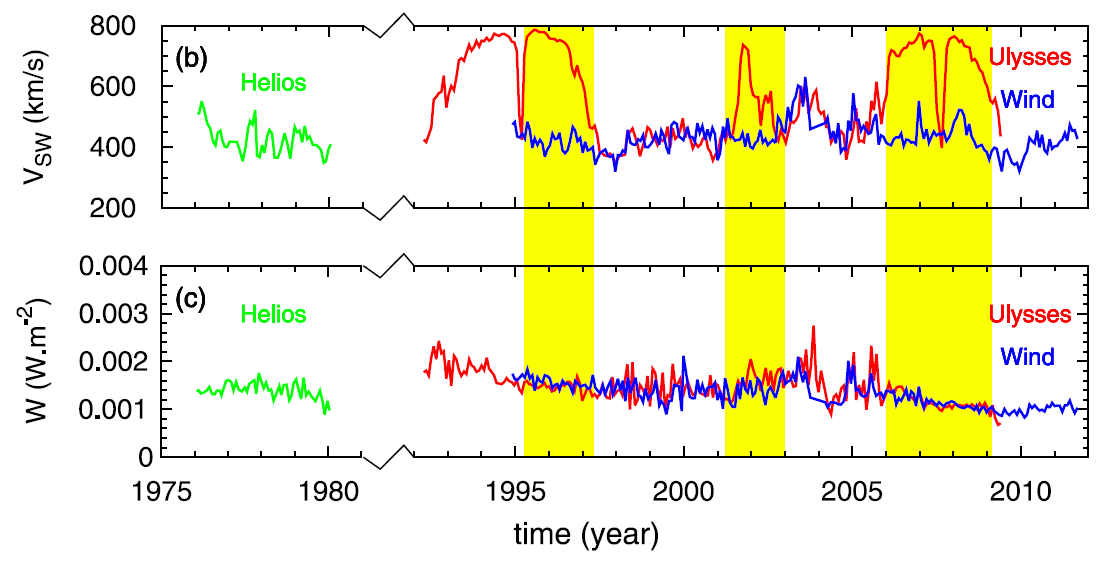 800
600
400
200
V_SW (km/s)
(b)
Helios
Ulysses
Wind
0.004
0.003
0.002
0.001
0
W (W.m⁻²)
(c)
Helios
Ulysses
Wind
1975
1980
1995
2000
2005
2010
time (year)